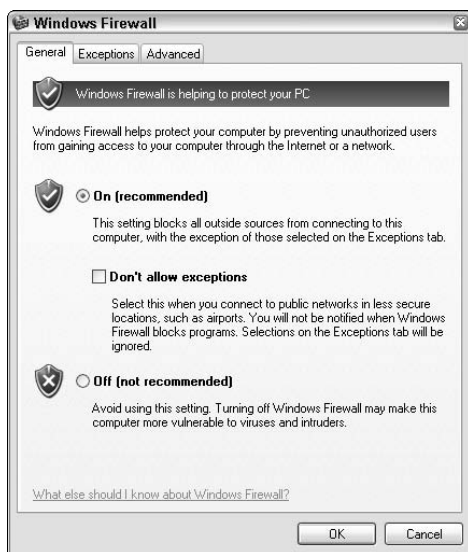 Windows Firewall
General Exceptions Advanced
Windows Firewall is helping to protect your PC
Windows Firewall helps protect your computer by preventing unauthorized users
from gaining access to your computer through the Internet or a network.
On (recommended)
This setting blocks all outside sources from connecting to this
computer, with the exception of those selected on the Exceptions tab.
Don't allow exceptions
Select this when you connect to public networks in less secure
locations, such as airports. You will not be notified when Windows
Firewall blocks programs. Selections on the Exceptions tab will be
ignored.
Off (not recommended)
Avoid using this setting. Turning off Windows Firewall may make this
computer more vulnerable to viruses and intruders.
What else should I know about Windows Firewall?
OK Cancel